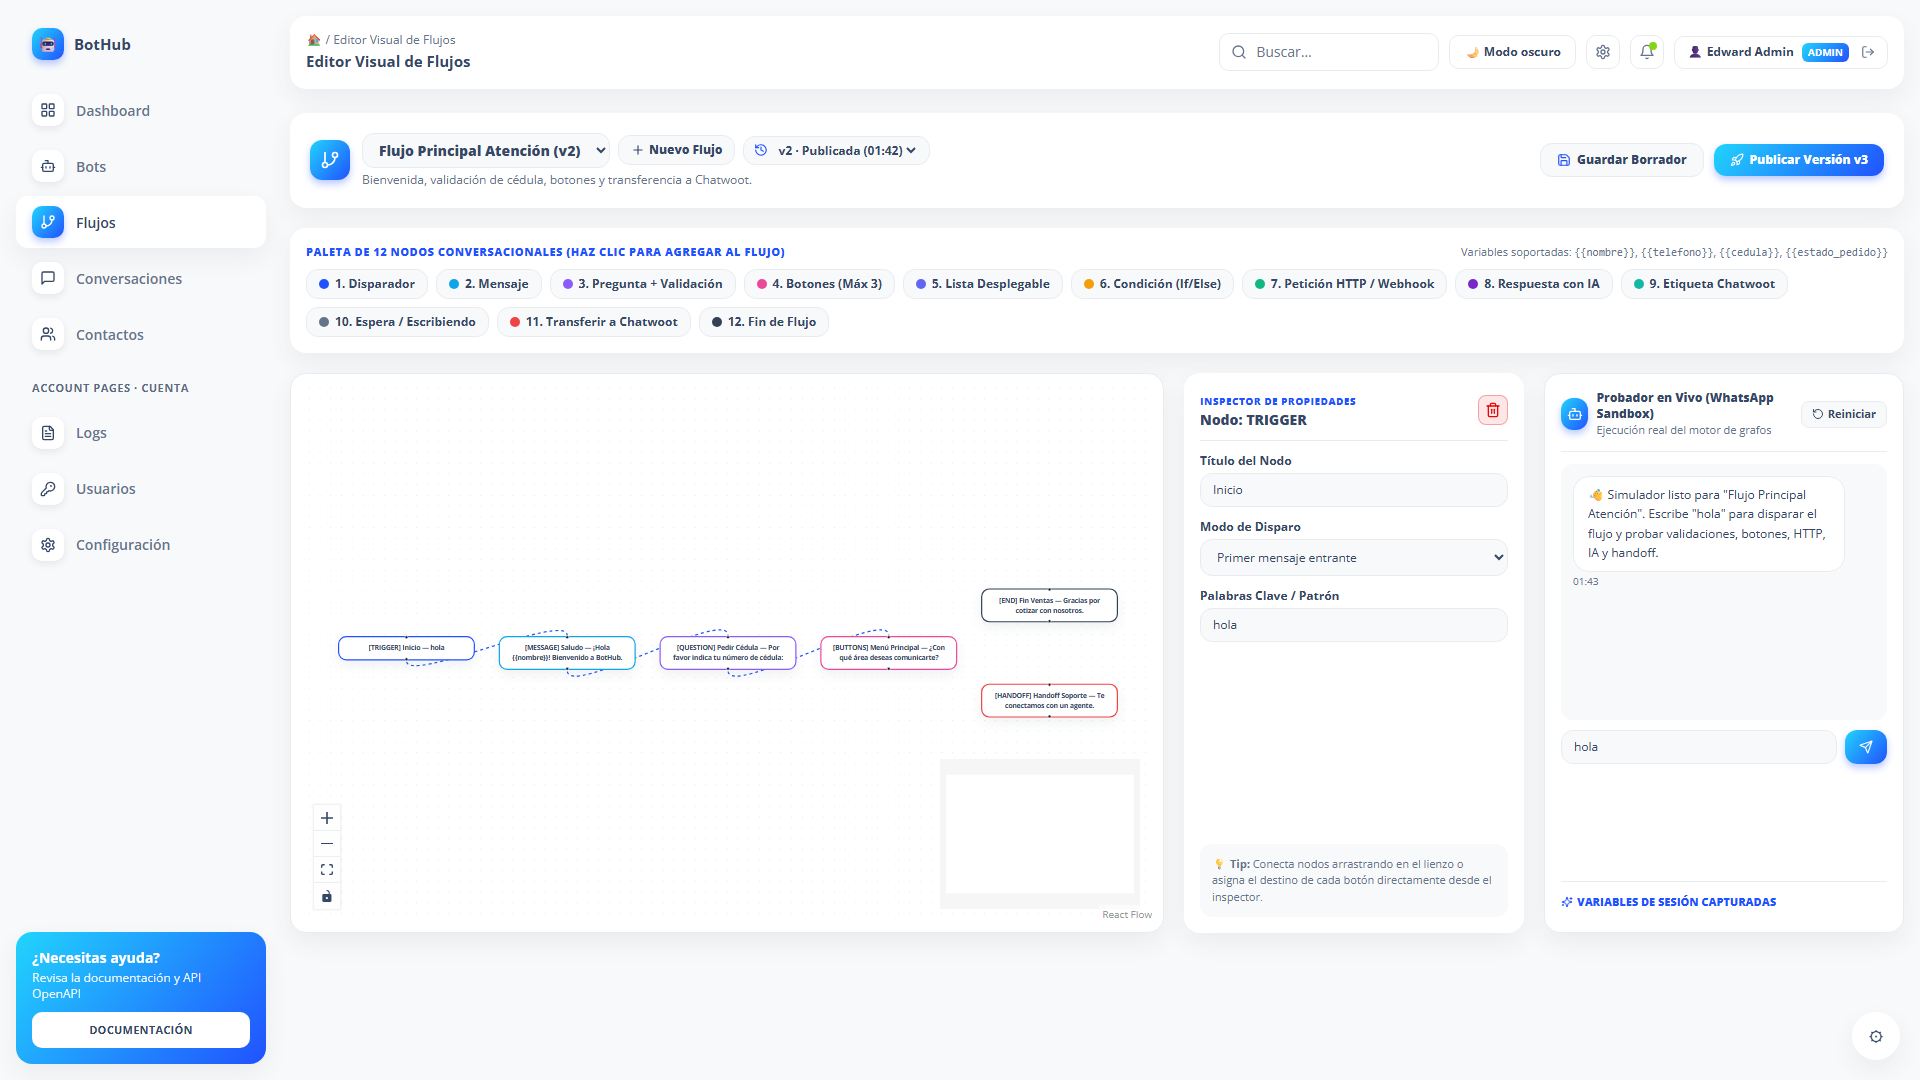 BotHub
Dashboard
Bots
Flujos
Conversaciones
Contactos
ACCOUNT PAGES · CUENTA
Logs
Usuarios
Configuración
¿Necesitas ayuda?
Revisa la documentación y API
OpenAPI
DOCUMENTACIÓN
/ Editor Visual de Flujos
Editor Visual de Flujos
Buscar...
Modo oscuro
Edward Admin
ADMIN
Flujo Principal Atención (v2)
Nuevo Flujo
v2 · Publicada (01:42)
Bienvenida, validación de cédula, botones y transferencia a Chatwoot.
Guardar Borrador
Publicar Versión v3
PALETA DE 12 NODOS CONVERSACIONALES (HAZ CLIC PARA AGREGAR AL FLUJO)
Variables soportadas: {{nombre}}, {{telefono}}, {{cedula}}, {{estado_pedido}}
1. Disparador
2. Mensaje
3. Pregunta + Validación
4. Botones (Máx 3)
5. Lista Desplegable
6. Condición (If/Else)
7. Petición HTTP / Webhook
8. Respuesta con IA
9. Etiqueta Chatwoot
10. Espera / Escribiendo
11. Transferir a Chatwoot
12. Fin de Flujo
[TRIGGER] Inicio — hola
[MESSAGE] Saludo — ¡Hola
{{nombre}}! Bienvenido a BotHub.
[QUESTION] Pedir Cédula — Por
favor indica tu número de cédula:
[BUTTONS] Menú Principal — ¿Con
qué área deseas comunicarte?
[END] Fin Ventas — Gracias por
cotizar con nosotros.
[HANDOFF] Handoff Soporte — Te
conectamos con un agente.
React Flow
INSPECTOR DE PROPIEDADES
Nodo: TRIGGER
Título del Nodo
Inicio
Modo de Disparo
Primer mensaje entrante
Palabras Clave / Patrón
hola
Tip: Conecta nodos arrastrando en el lienzo o
asigna el destino de cada botón directamente desde el
inspector.
Probador en Vivo (WhatsApp
Sandbox)
Ejecución real del motor de grafos
Reiniciar
Simulador listo para "Flujo Principal
Atención". Escribe "hola" para disparar el
flujo y probar validaciones, botones, HTTP,
IA y handoff.
01:43
hola
VARIABLES DE SESIÓN CAPTURADAS